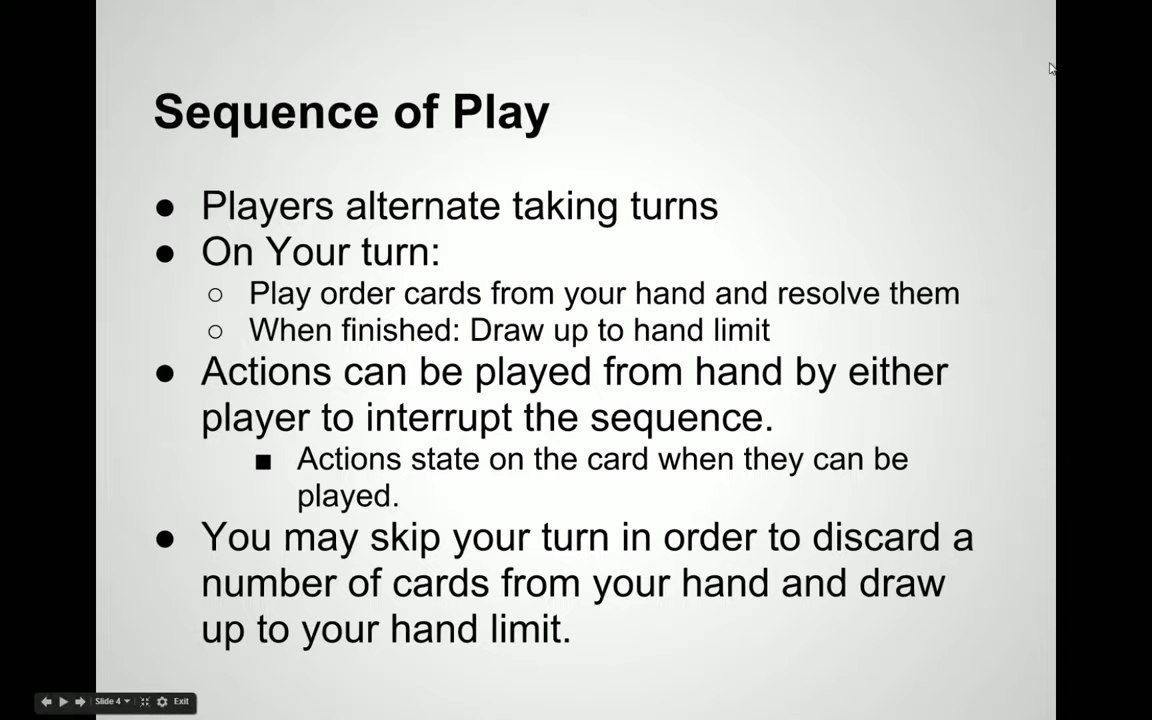 Sequence of Play
● Players alternate taking turns
● On Your turn:
○ Play order cards from your hand and resolve them
○ When finished: Draw up to hand limit
● Actions can be played from hand by either
player to interrupt the sequence.
■ Actions state on the card when they can be
played.
● You may skip your turn in order to discard a
number of cards from your hand and draw
up to your hand limit.
Slide 4 Exit